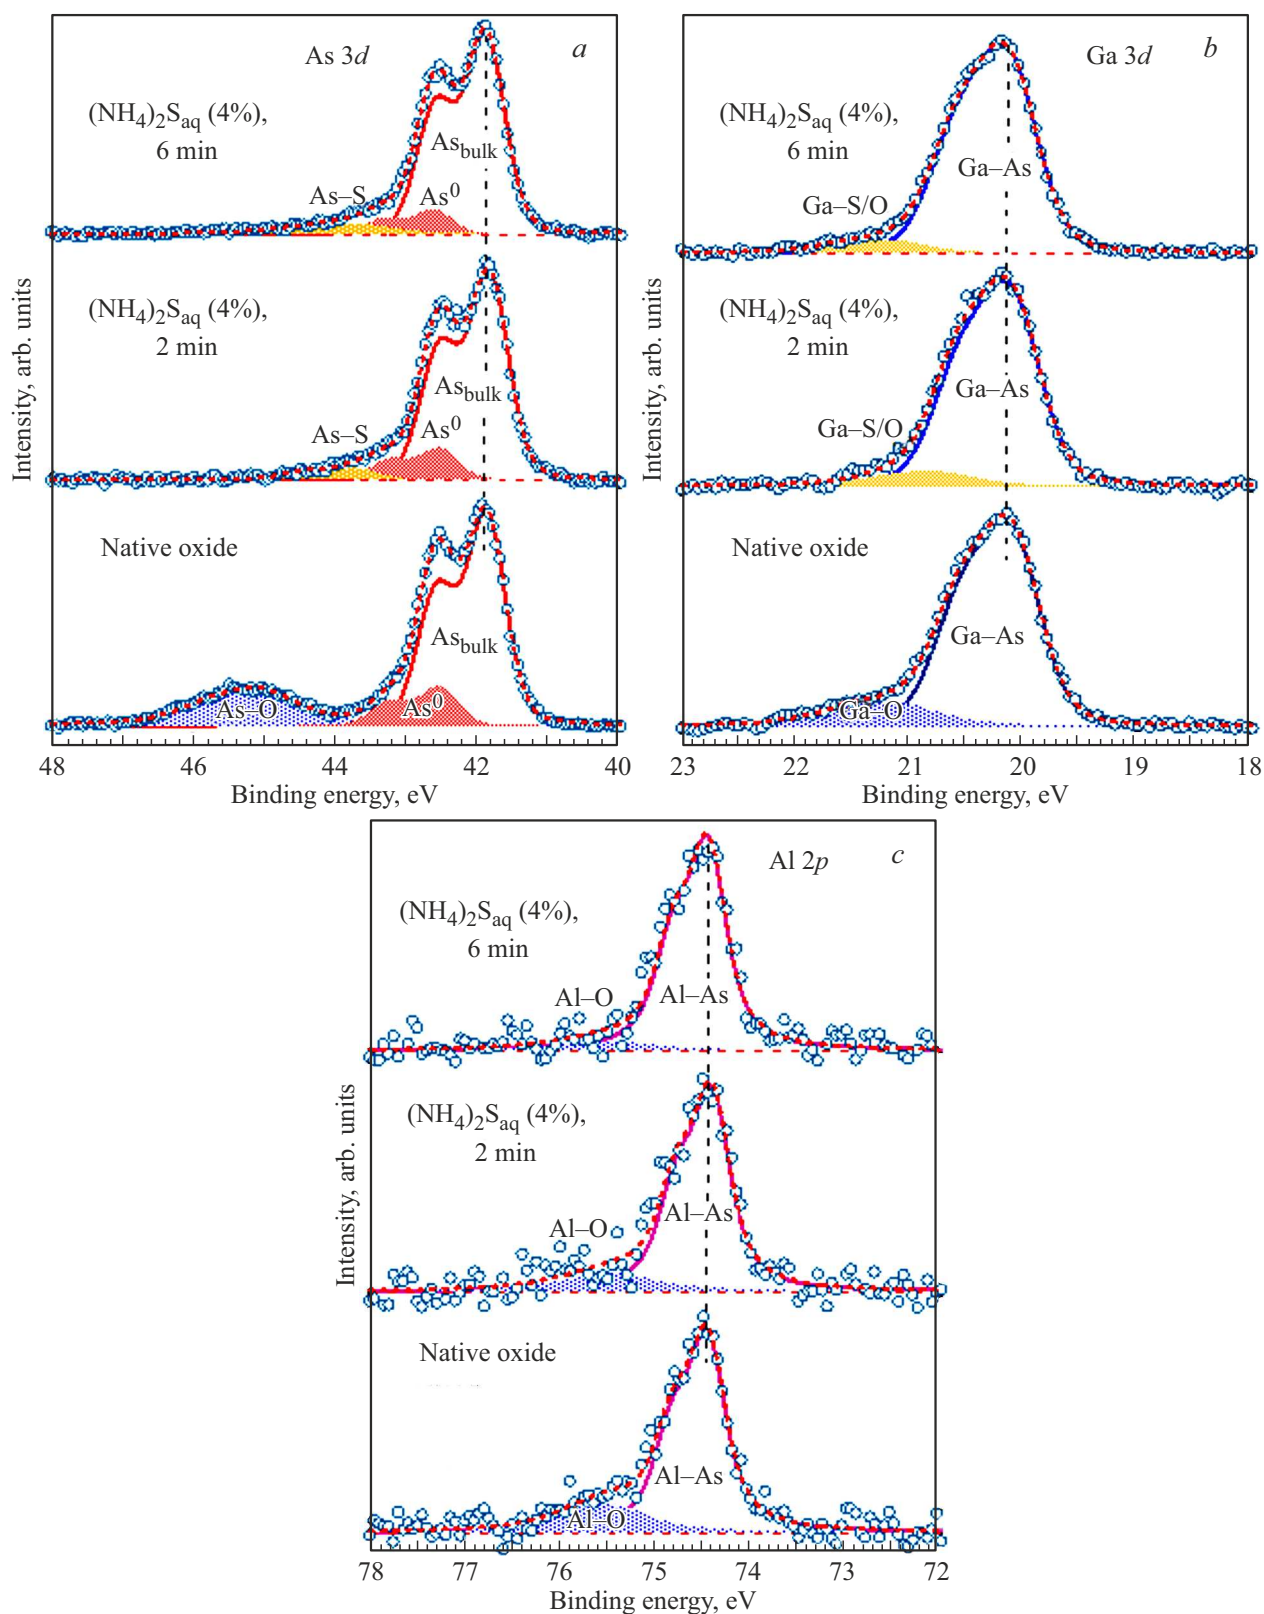 As 3d
a
(NH4)2Saq (4%),
6 min
Asbulk
As–S
As0
(NH4)2Saq (4%),
2 min
Asbulk
As–S
As0
Native oxide
Asbulk
As–O
As0
Intensity, arb. units
48 46 44 42 40
Binding energy, eV
Ga 3d
b
(NH4)2Saq (4%),
6 min
Ga–As
Ga–S/O
(NH4)2Saq (4%),
2 min
Ga–As
Ga–S/O
Native oxide
Ga–As
Ga–O
Intensity, arb. units
23 22 21 20 19 18
Binding energy, eV
Al 2p
c
(NH4)2Saq (4%),
6 min
Al–O
Al–As
(NH4)2Saq (4%),
2 min
Al–O
Al–As
Native oxide
Al–As
Al–O
Intensity, arb. units
78 77 76 75 74 73 72
Binding energy, eV